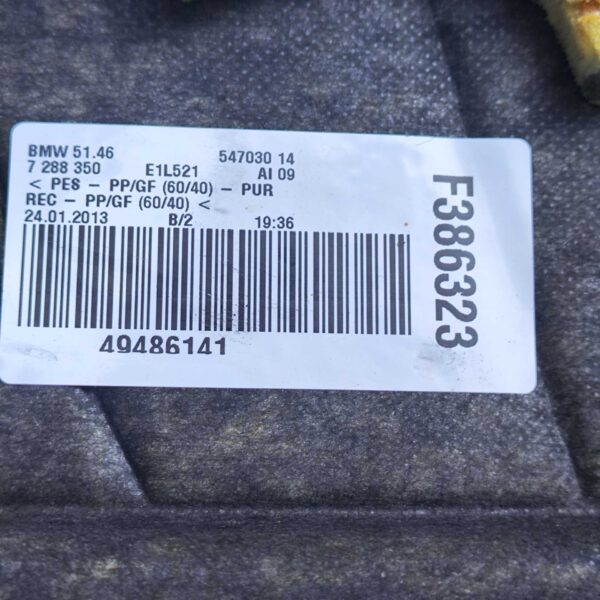 BMW 51.46 547030 14
7 288 350 E1L521 AI 09
< PES - PP/GF (60/40) - PUR
REC - PP/GF (60/40) <
24.01.2013 B/2 19:36
49486141
F386323